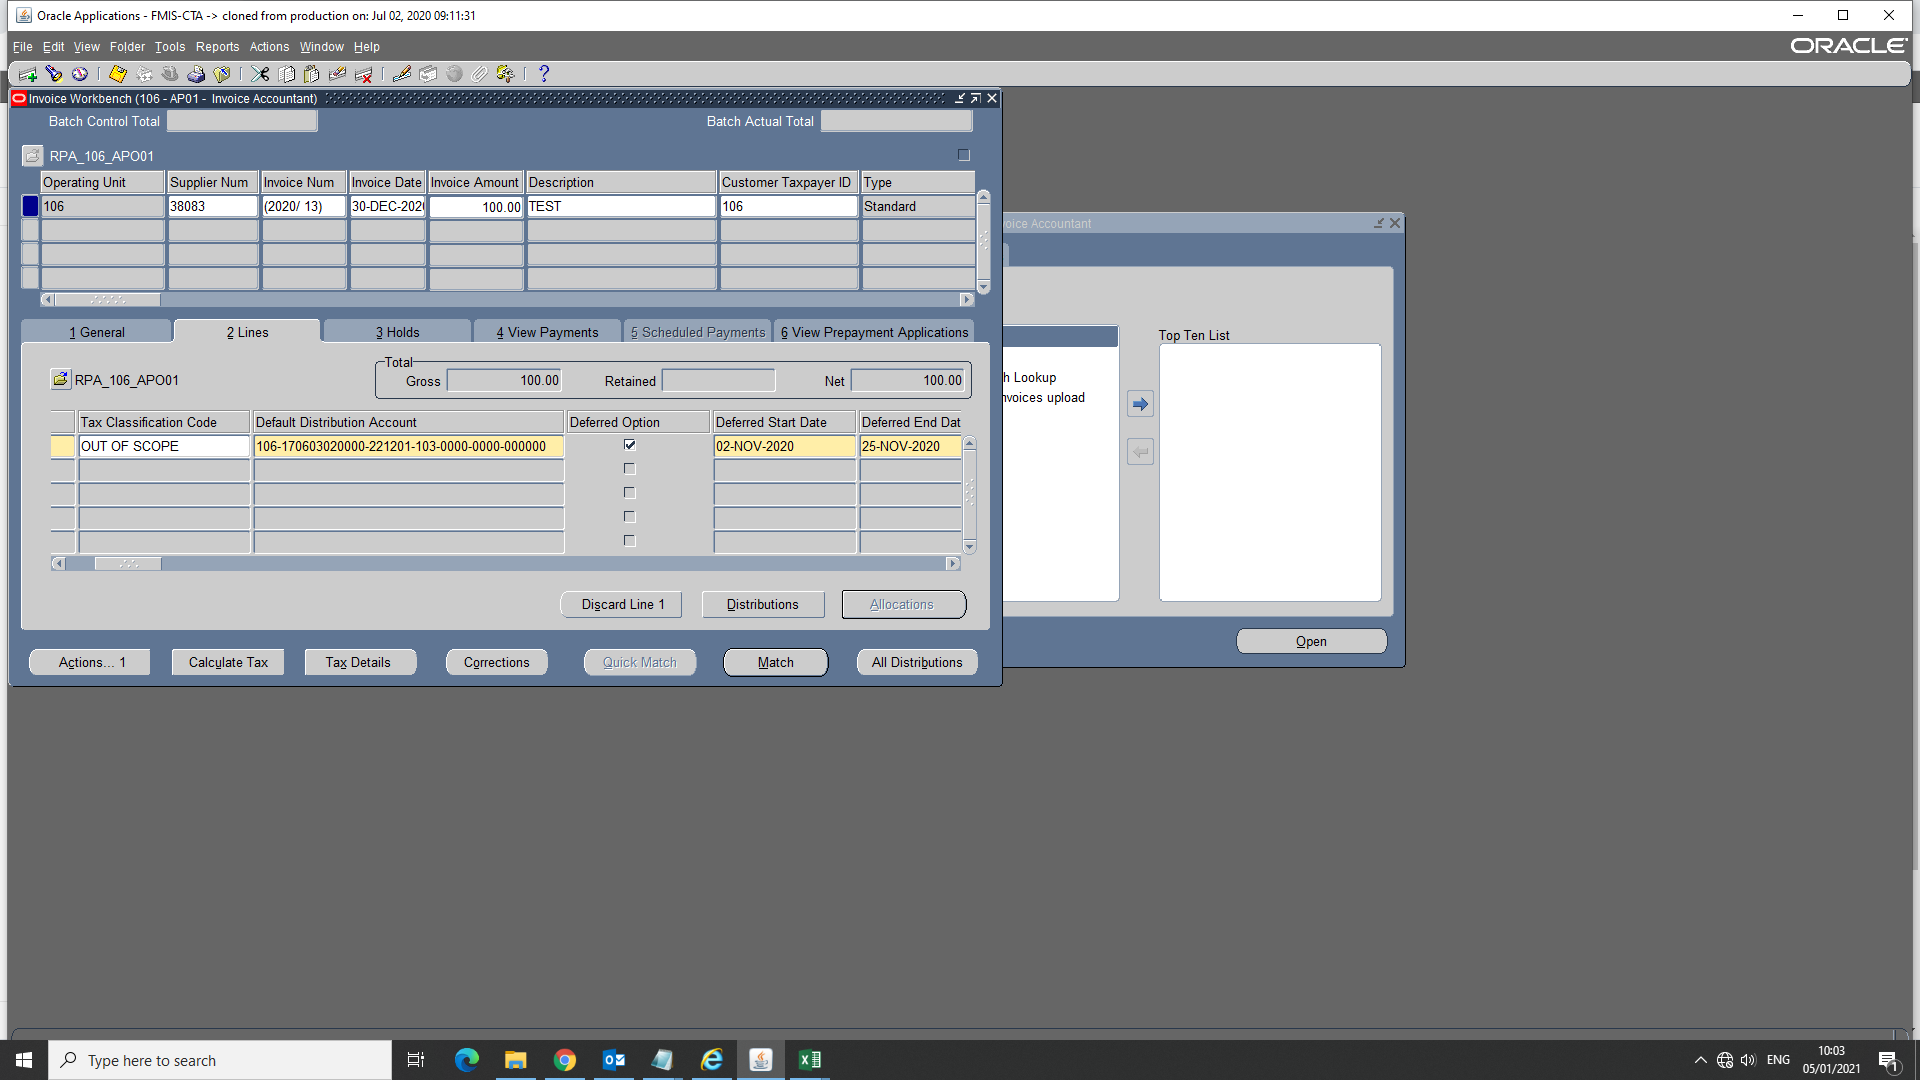 Oracle Applications - FMIS-CTA -> cloned from production on: Jul 02, 2020 09:11:31
File Edit View Folder Tools Reports Actions Window Help
ORACLE
Invoice Workbench (106 - AP01 - Invoice Accountant)
Batch Control Total
Batch Actual Total
RPA_106_APO01
Operating Unit Supplier Num Invoice Num Invoice Date Invoice Amount Description Customer Taxpayer ID Type
106 38083 (2020/ 13) 30-DEC-202 100.00 TEST 106 Standard
oice Accountant
1 General 2 Lines 3 Holds 4 View Payments 5 Scheduled Payments 6 View Prepayment Applications
Total
RPA_106_APO01 Gross 100.00 Retained Net 100.00
Tax Classification Code Default Distribution Account Deferred Option Deferred Start Date Deferred End Dat
OUT OF SCOPE 106-170603020000-221201-103-0000-0000-000000 02-NOV-2020 25-NOV-2020
Discard Line 1 Distributions Allocations
Actions... 1 Calculate Tax Tax Details Corrections Quick Match Match All Distributions
Top Ten List
h Lookup
nvoices upload
Open
Type here to search
ENG
10:03
05/01/2021
1